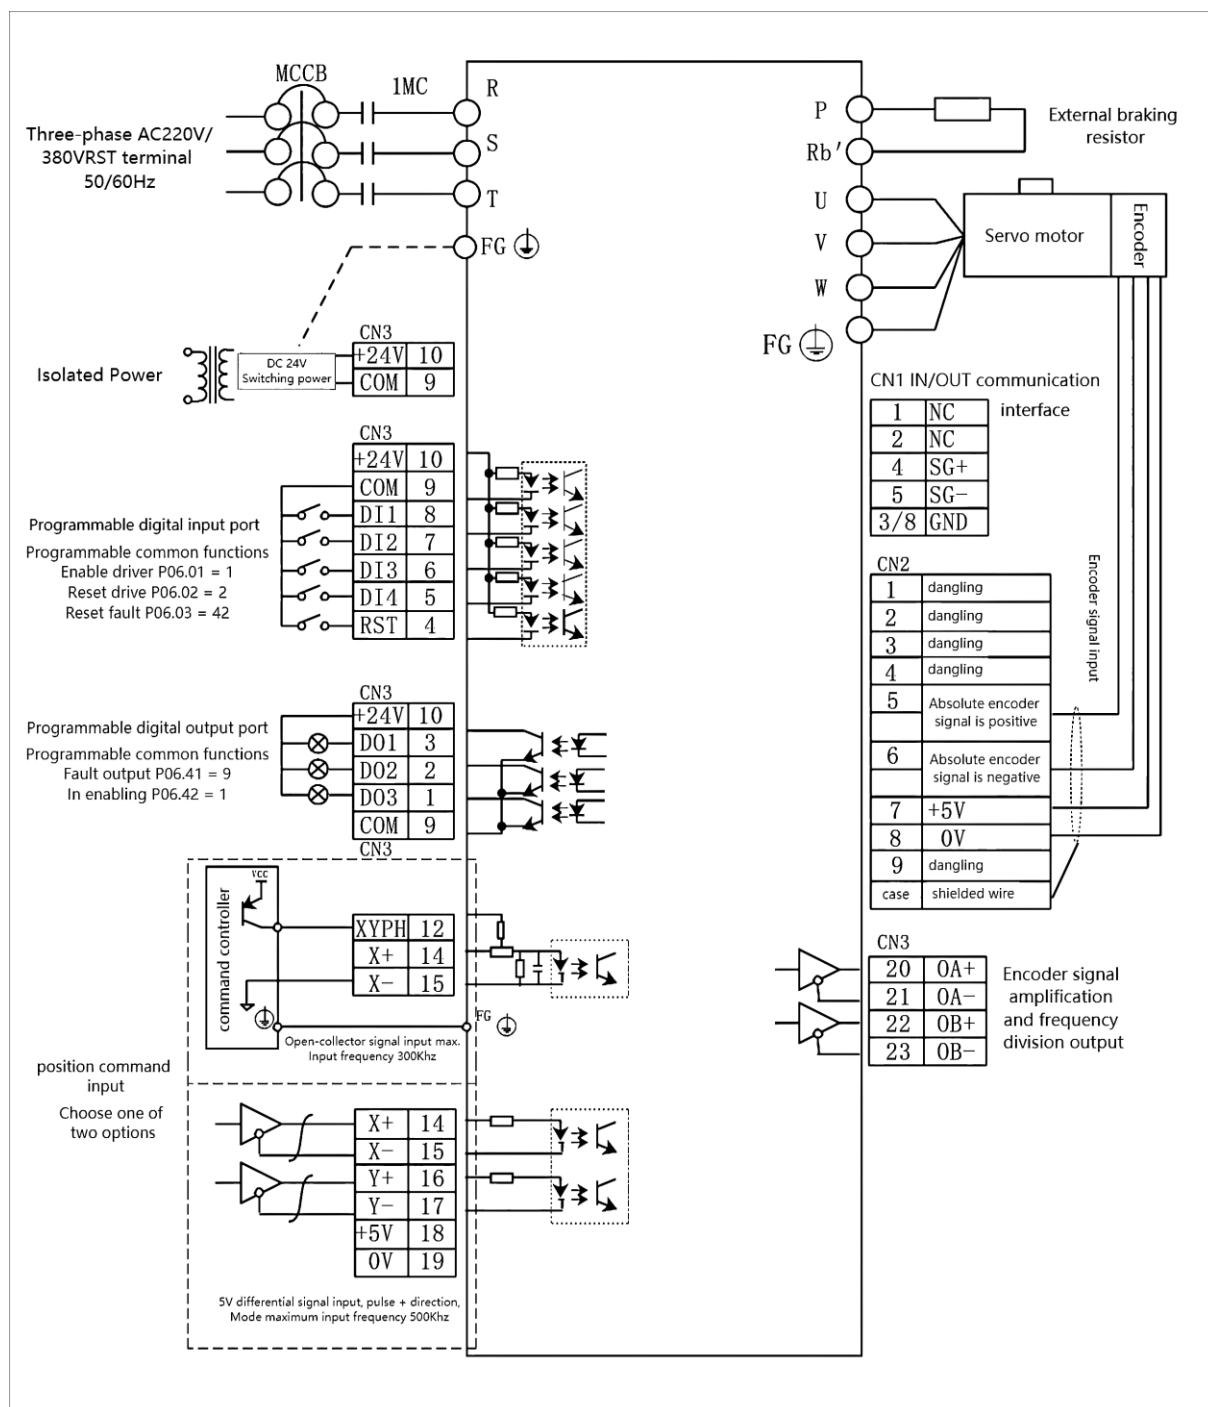 MCCB
1MC
R
Three-phase AC220V/
380VRST terminal
50/60Hz
S
T
FG
P
External braking
resistor
Rb'
U
V
W
FG
Servo motor
Encoder
CN3
+24V 10
COM 9
Isolated Power
DC 24V
Switching power
CN1 IN/OUT communication
interface
1 NC
2 NC
4 SG+
5 SG-
3/8 GND
CN3
+24V 10
COM 9
DI1 8
DI2 7
DI3 6
DI4 5
RST 4
Programmable digital input port
Programmable common functions
Enable driver P06.01 = 1
Reset drive P06.02 = 2
Reset fault P06.03 = 42
CN2
1 dangling
2 dangling
3 dangling
4 dangling
5 Absolute encoder
signal is positive
6 Absolute encoder
signal is negative
7 +5V
8 0V
9 dangling
case shielded wire
Encoder signal input
CN3
+24V 10
DO1 3
DO2 2
DO3 1
COM 9
Programmable digital output port
Programmable common functions
Fault output P06.41 = 9
In enabling P06.42 = 1
CN3
VCC
command controller
XYPH 12
X+ 14
X- 15
FG
Open-collector signal input max.
Input frequency 300Khz
CN3
20 OA+
21 OA-
22 OB+
23 OB-
Encoder signal
amplification
and frequency
division output
position command
input
Choose one of
two options
X+ 14
X- 15
Y+ 16
Y- 17
+5V 18
0V 19
5V differential signal input, pulse + direction,
Mode maximum input frequency 500Khz